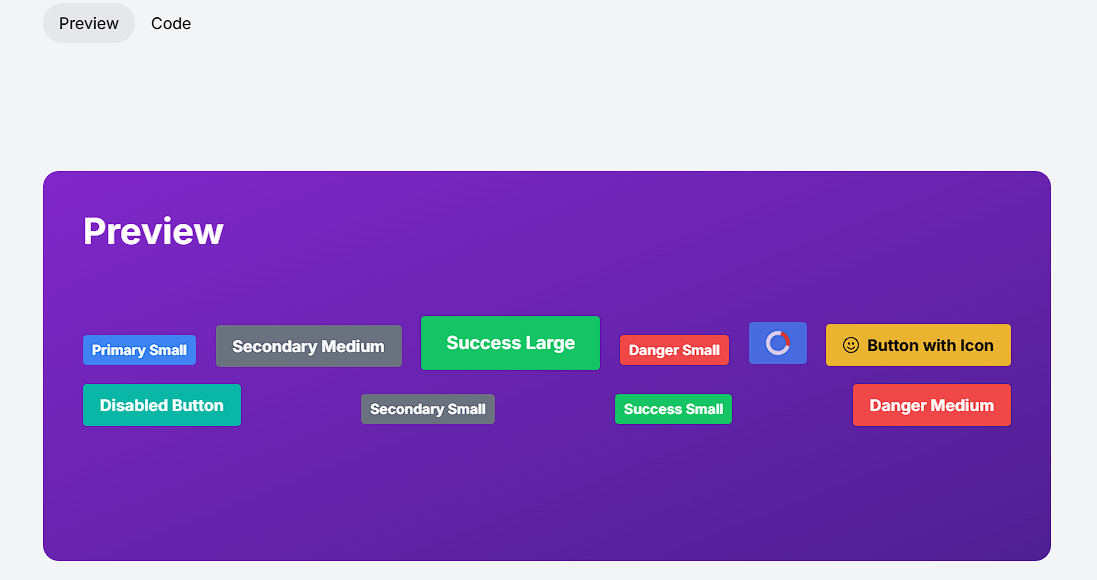 Preview Code
Preview
Primary Small Secondary Medium Success Large Danger Small Button with Icon
Disabled Button Secondary Small Success Small Danger Medium